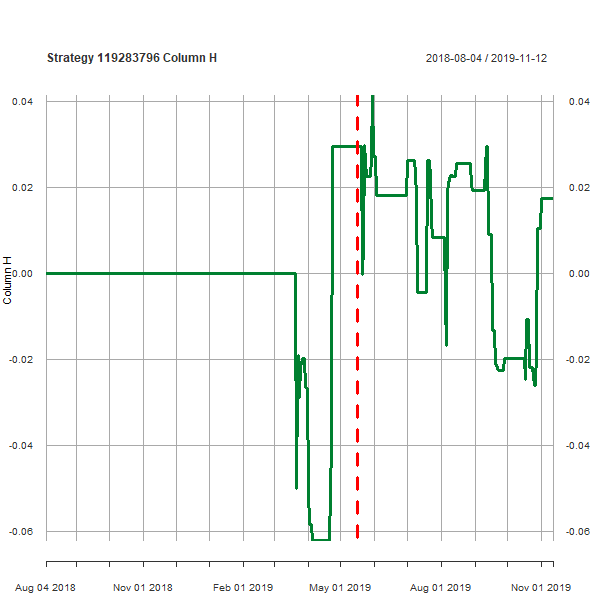 Strategy 119283796 Column H 2018-08-04 / 2019-11-12
0.04 0.04
0.02 0.02
0.00 0.00
Column H
-0.02 -0.02
-0.04 -0.04
-0.06 -0.06
Aug 04 2018 Nov 01 2018 Feb 01 2019 May 01 2019 Aug 01 2019 Nov 01 2019